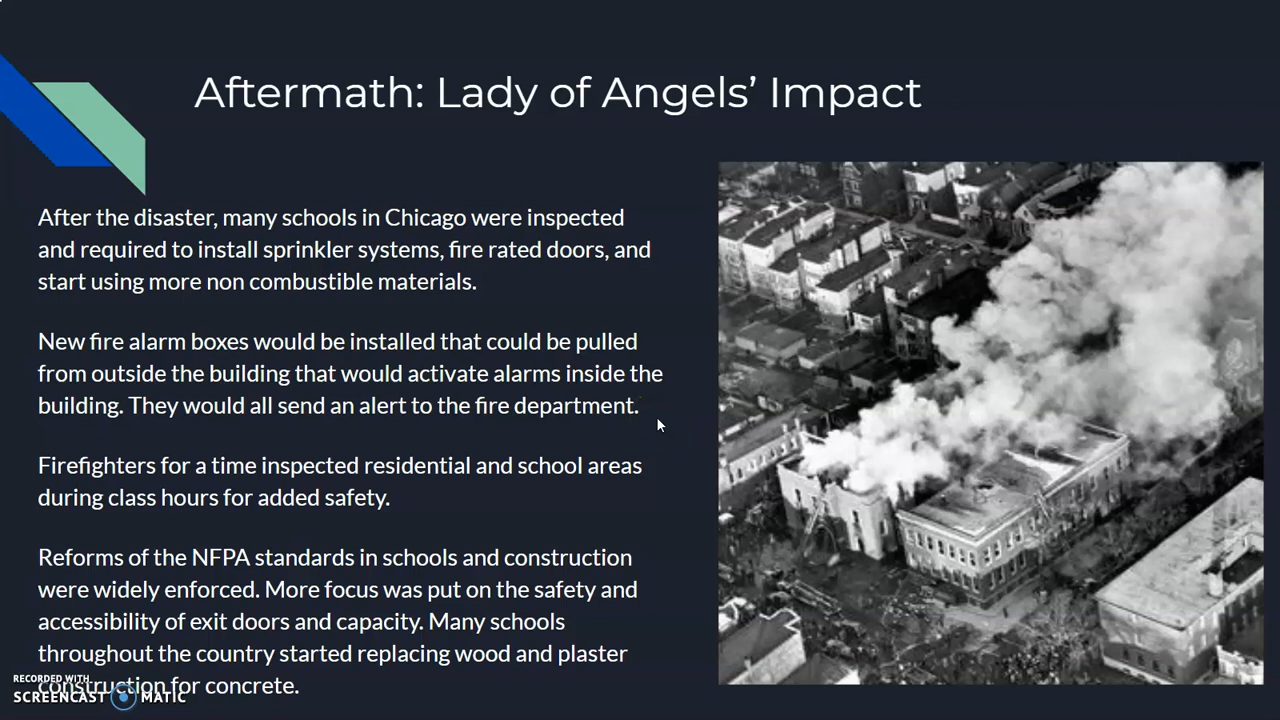 Aftermath: Lady of Angels’ Impact
After the disaster, many schools in Chicago were inspected
and required to install sprinkler systems, fire rated doors, and
start using more non combustible materials.
New fire alarm boxes would be installed that could be pulled
from outside the building that would activate alarms inside the
building. They would all send an alert to the fire department.
Firefighters for a time inspected residential and school areas
during class hours for added safety.
Reforms of the NFPA standards in schools and construction
were widely enforced. More focus was put on the safety and
accessibility of exit doors and capacity. Many schools
throughout the country started replacing wood and plaster
construction for concrete.
RECORDED WITH
SCREENCAST MATIC